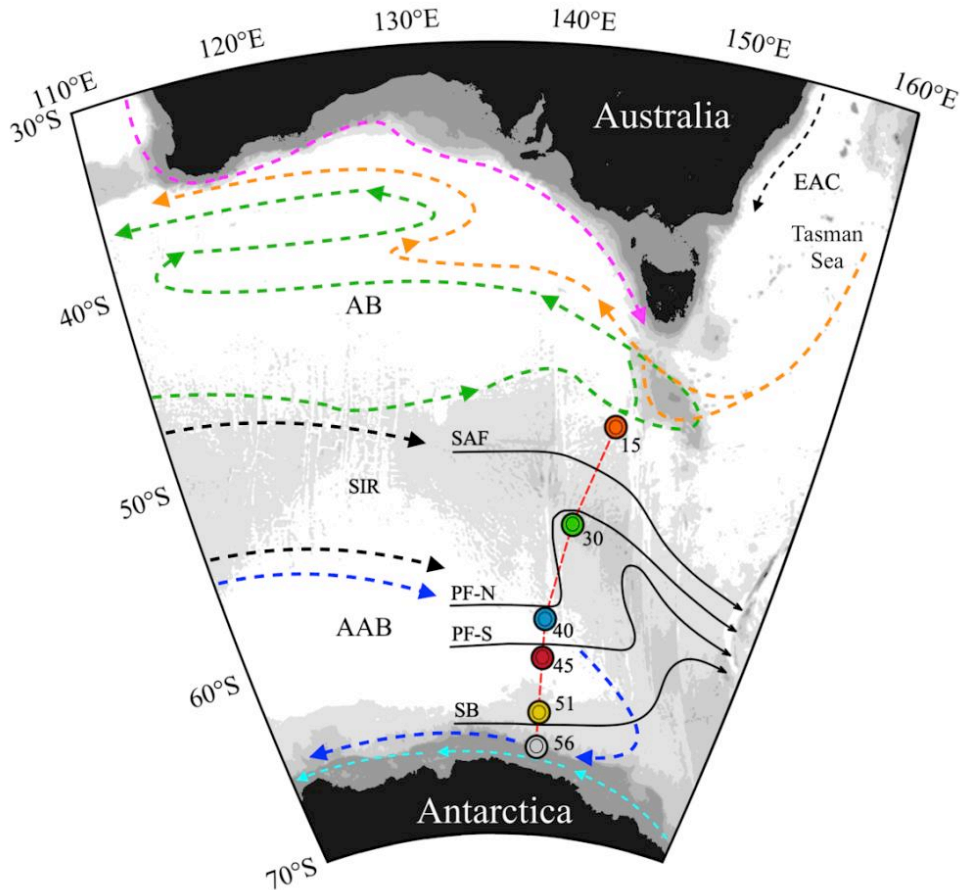 110°E
120°E
130°E
140°E
150°E
160°E
30°S
40°S
50°S
60°S
70°S
Australia
EAC
Tasman
Sea
AB
SAF
15
SIR
30
PF-N
40
AAB
PF-S
45
51
SB
56
Antarctica